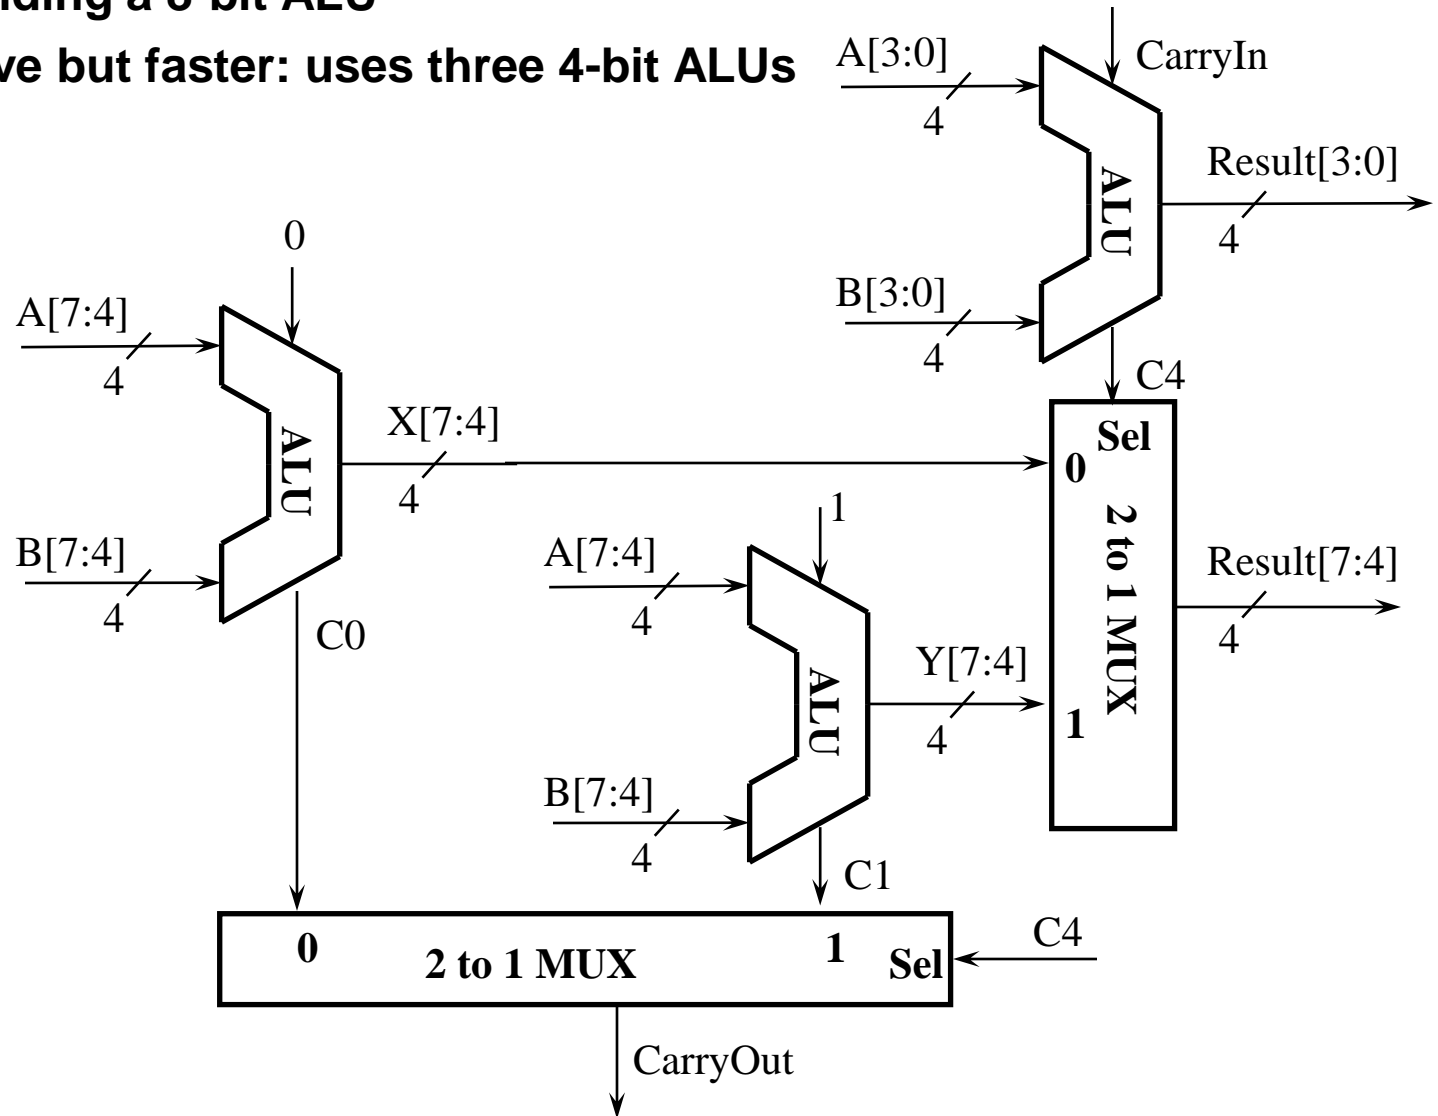 a 8-bit ALU
but faster: uses three 4-bit ALUs
A[3:0]
4
CarryIn
ALU
Result[3:0]
4
B[3:0]
4
C4
0
A[7:4]
4
ALU
X[7:4]
4
B[7:4]
4
C0
Sel
0
2 to 1 MUX
1
Result[7:4]
4
1
A[7:4]
4
ALU
Y[7:4]
4
B[7:4]
4
C1
0
2 to 1 MUX
1
Sel
C4
CarryOut